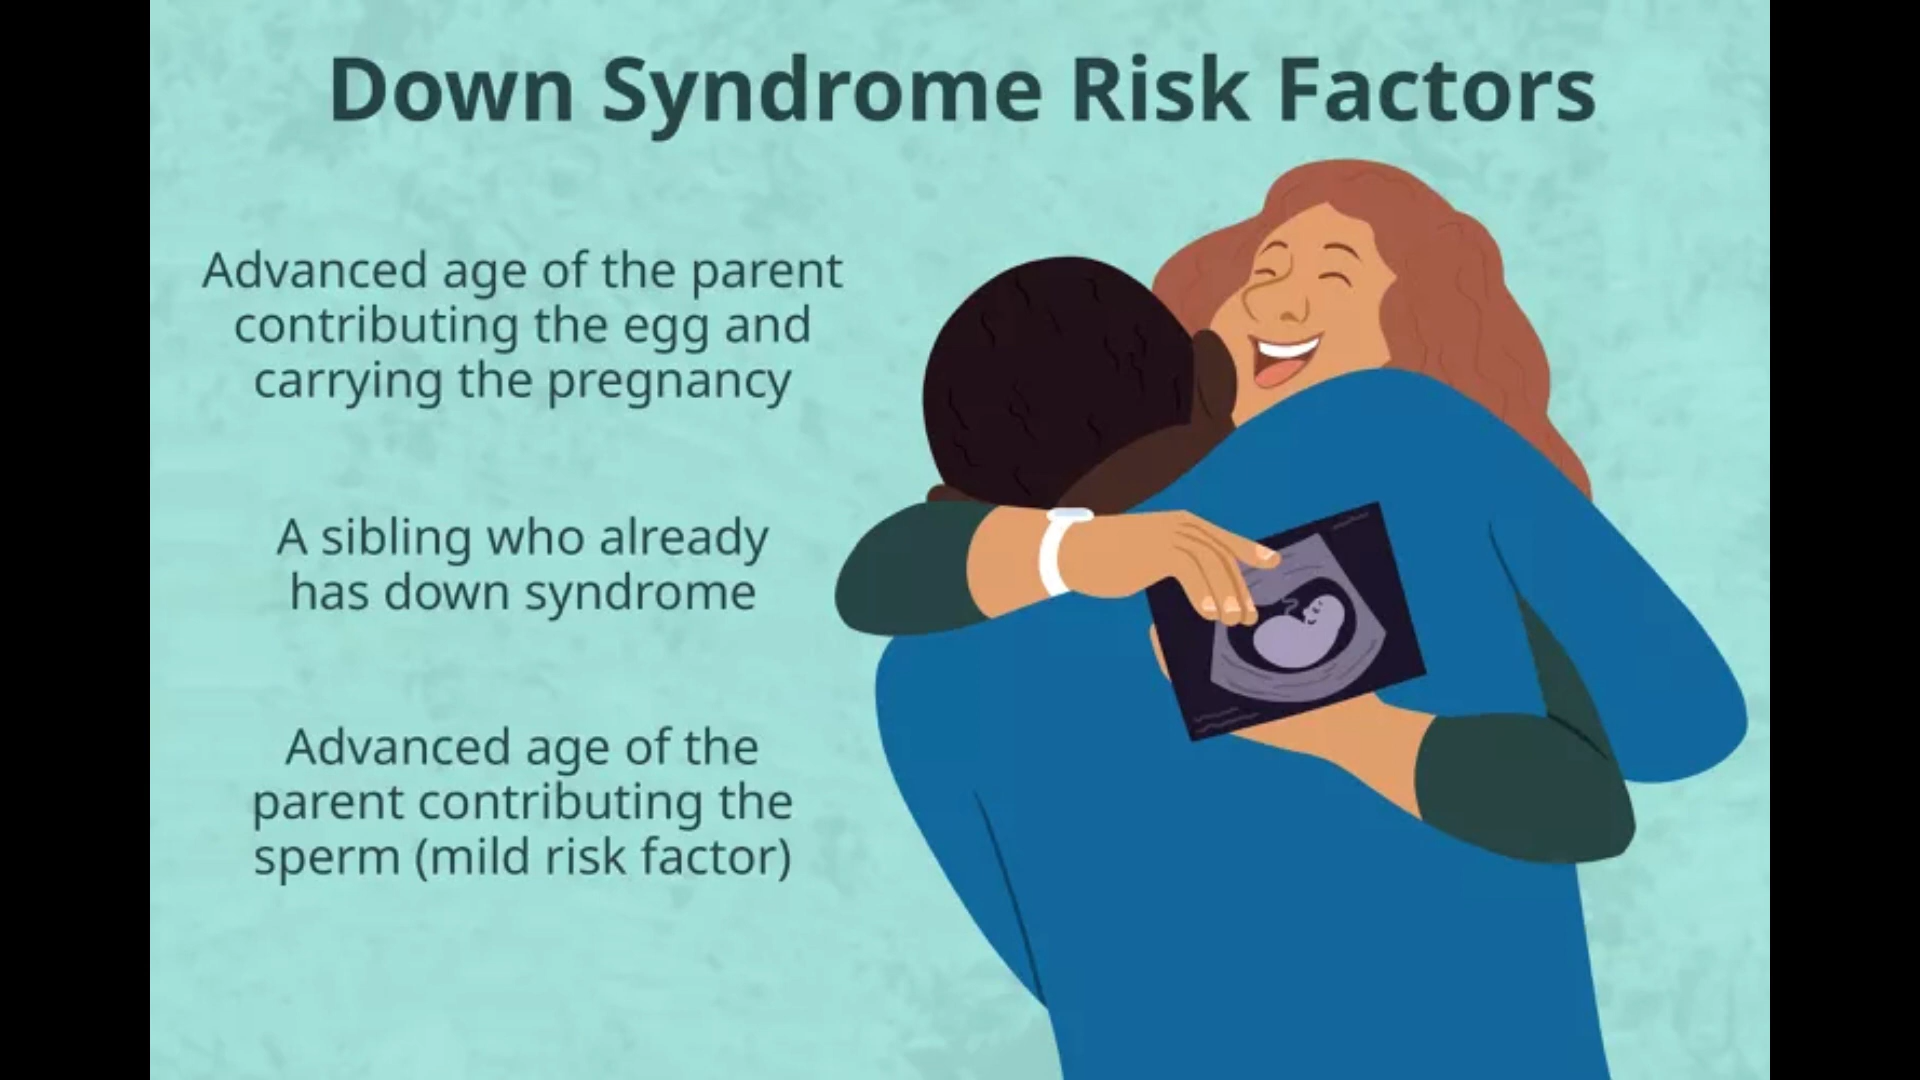 Down Syndrome Risk Factors
Advanced age of the parent
contributing the egg and
carrying the pregnancy
A sibling who already
has down syndrome
Advanced age of the
parent contributing the
sperm (mild risk factor)